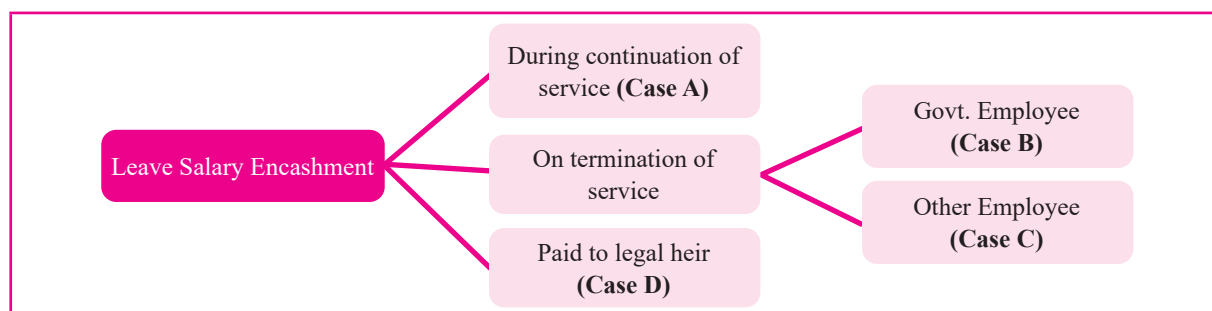 Leave Salary Encashment
During continuation of
service (Case A)
On termination of
service
Paid to legal heir
(Case D)
Govt. Employee
(Case B)
Other Employee
(Case C)